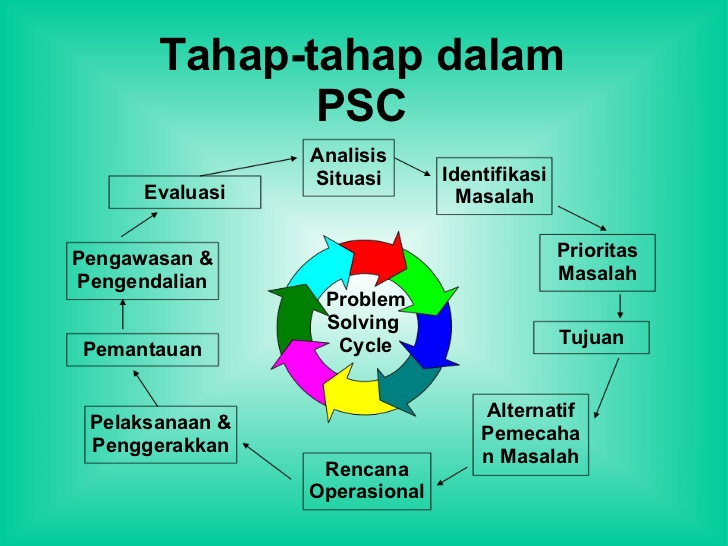 Tahap-tahap dalam
PSC
Analisis
Situasi
Identifikasi
Masalah
Prioritas
Masalah
Tujuan
Alternatif
Pemecaha
n Masalah
Rencana
Operasional
Pelaksanaan &
Penggerakkan
Pemantauan
Pengawasan &
Pengendalian
Evaluasi
Problem
Solving
Cycle